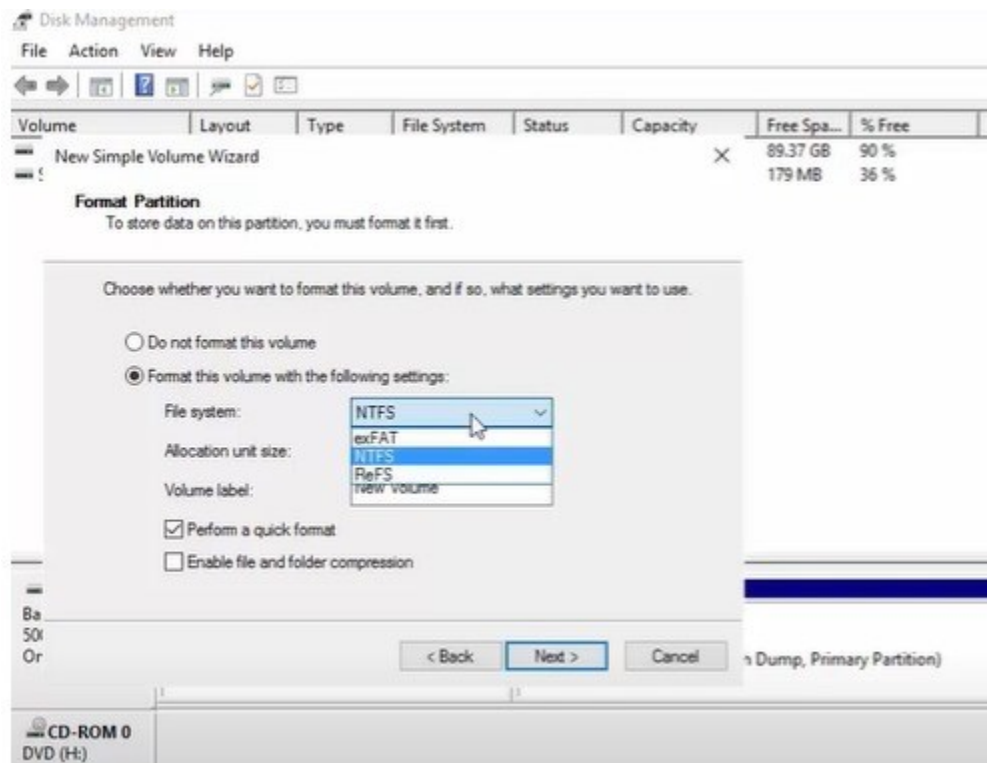 Disk Management
File Action View Help
Volume Layout Type File System Status Capacity Free Spa... % Free
89.37 GB 90 %
S 179 MB 36 %
New Simple Volume Wizard
Format Partition
To store data on this partition, you must format it first.
Choose whether you want to format this volume, and if so, what settings you want to use.
Do not format this volume
Format this volume with the following settings:
File system: NTFS
exFAT
Allocation unit size: NTFS
ReFS
Volume label: New Volume
Perform a quick format
Enable file and folder compression
Ba
500
Or
< Back Next > Cancel
h Dump, Primary Partition)
CD-ROM 0
DVD (H:)